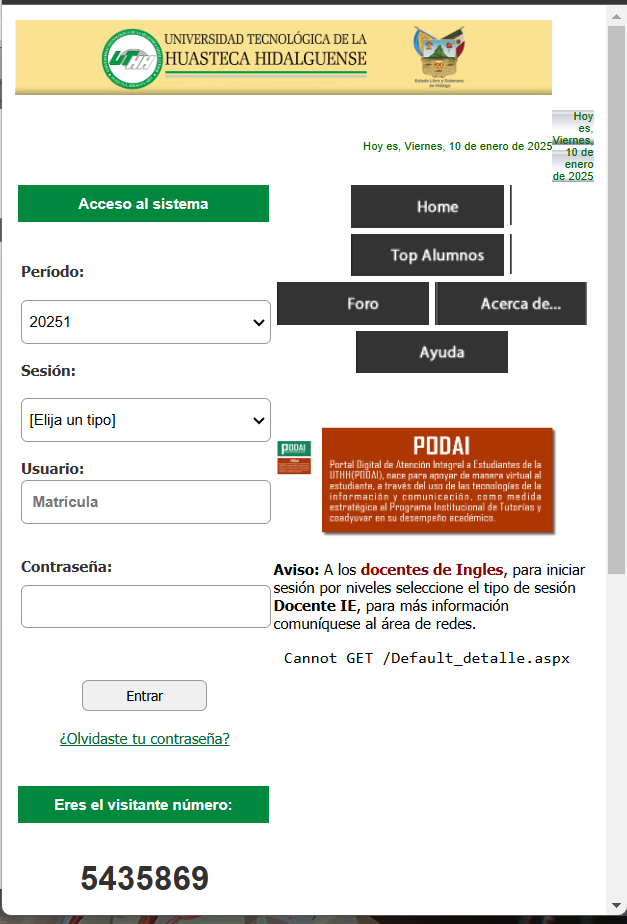 UTHH
UNIVERSIDAD TECNOLÓGICA DE LA
HUASTECA HIDALGUENSE
Estado Libre y Soberano
de Hidalgo
Hoy es, Viernes, 10 de enero de 2025
Hoy
es,
Viernes,
10 de
enero
de 2025
Acceso al sistema
Home
Top Alumnos
Foro
Acerca de...
Ayuda
Período:
20251
Sesión:
[Elija un tipo]
Usuario:
Matrícula
Contraseña:
Entrar
¿Olvidaste tu contraseña?
PODAI
PODAI
Portal Digital de Atención Integral a Estudiantes de la
UTHH(PODAI), nace para apoyar de manera virtual al
estudiante, a través del uso de las tecnologías de la
información y comunicación, como medida
estratégica al Programa Institucional de Tutorías y
coadyuvar en su desempeño académico.
Aviso: A los docentes de Ingles, para iniciar
sesión por niveles seleccione el tipo de sesión
Docente IE, para más información
comuníquese al área de redes.
Cannot GET /Default_detalle.aspx
Eres el visitante número:
5435869